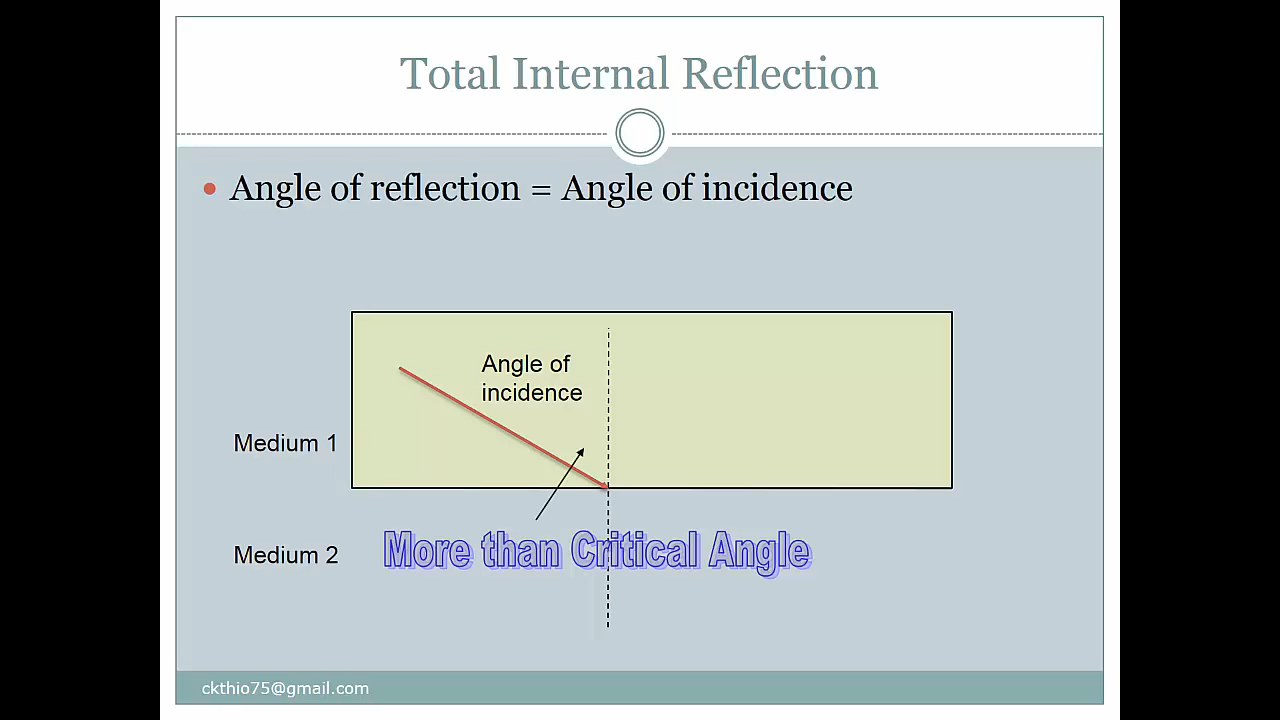 Total Internal Reflection
• Angle of reflection = Angle of incidence
Angle of
incidence
Medium 1
More than Critical Angle
Medium 2
ckthio75@gmail.com